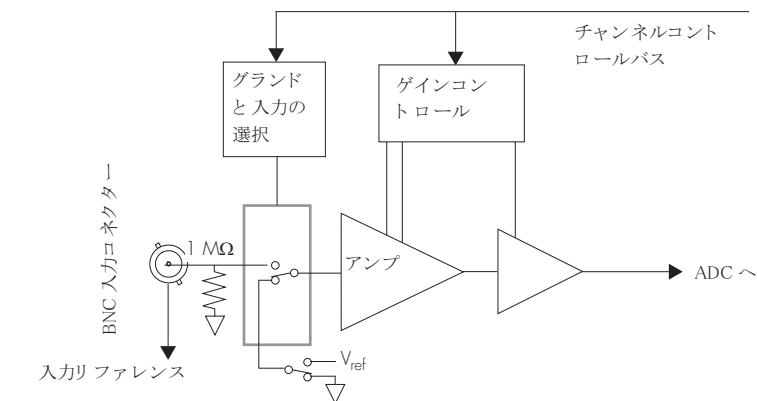 チャンネルコント
ロールバス
グランド
と入力の
選択
ゲインコン
トロール
BNC 入力コネクター
1 MΩ
アンプ
ADC へ
入力リファレンス
Vref